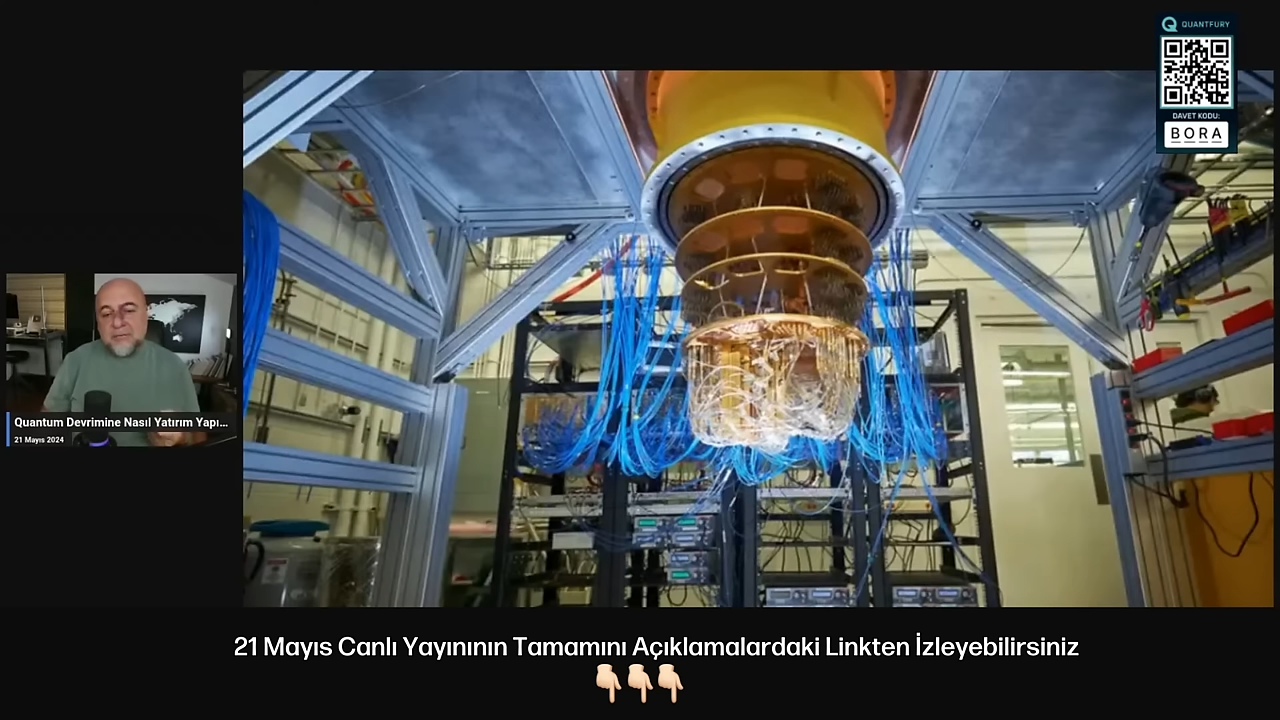 QUANTFURY
DAVET KODU:
BORA
Quantum Devrimine Nasıl Yatırım Yapı...
21 Mayıs 2024
21 Mayıs Canlı Yayınının Tamamını Açıklamalardaki Linkten İzleyebilirsiniz
👇🏻👇🏻👇🏻